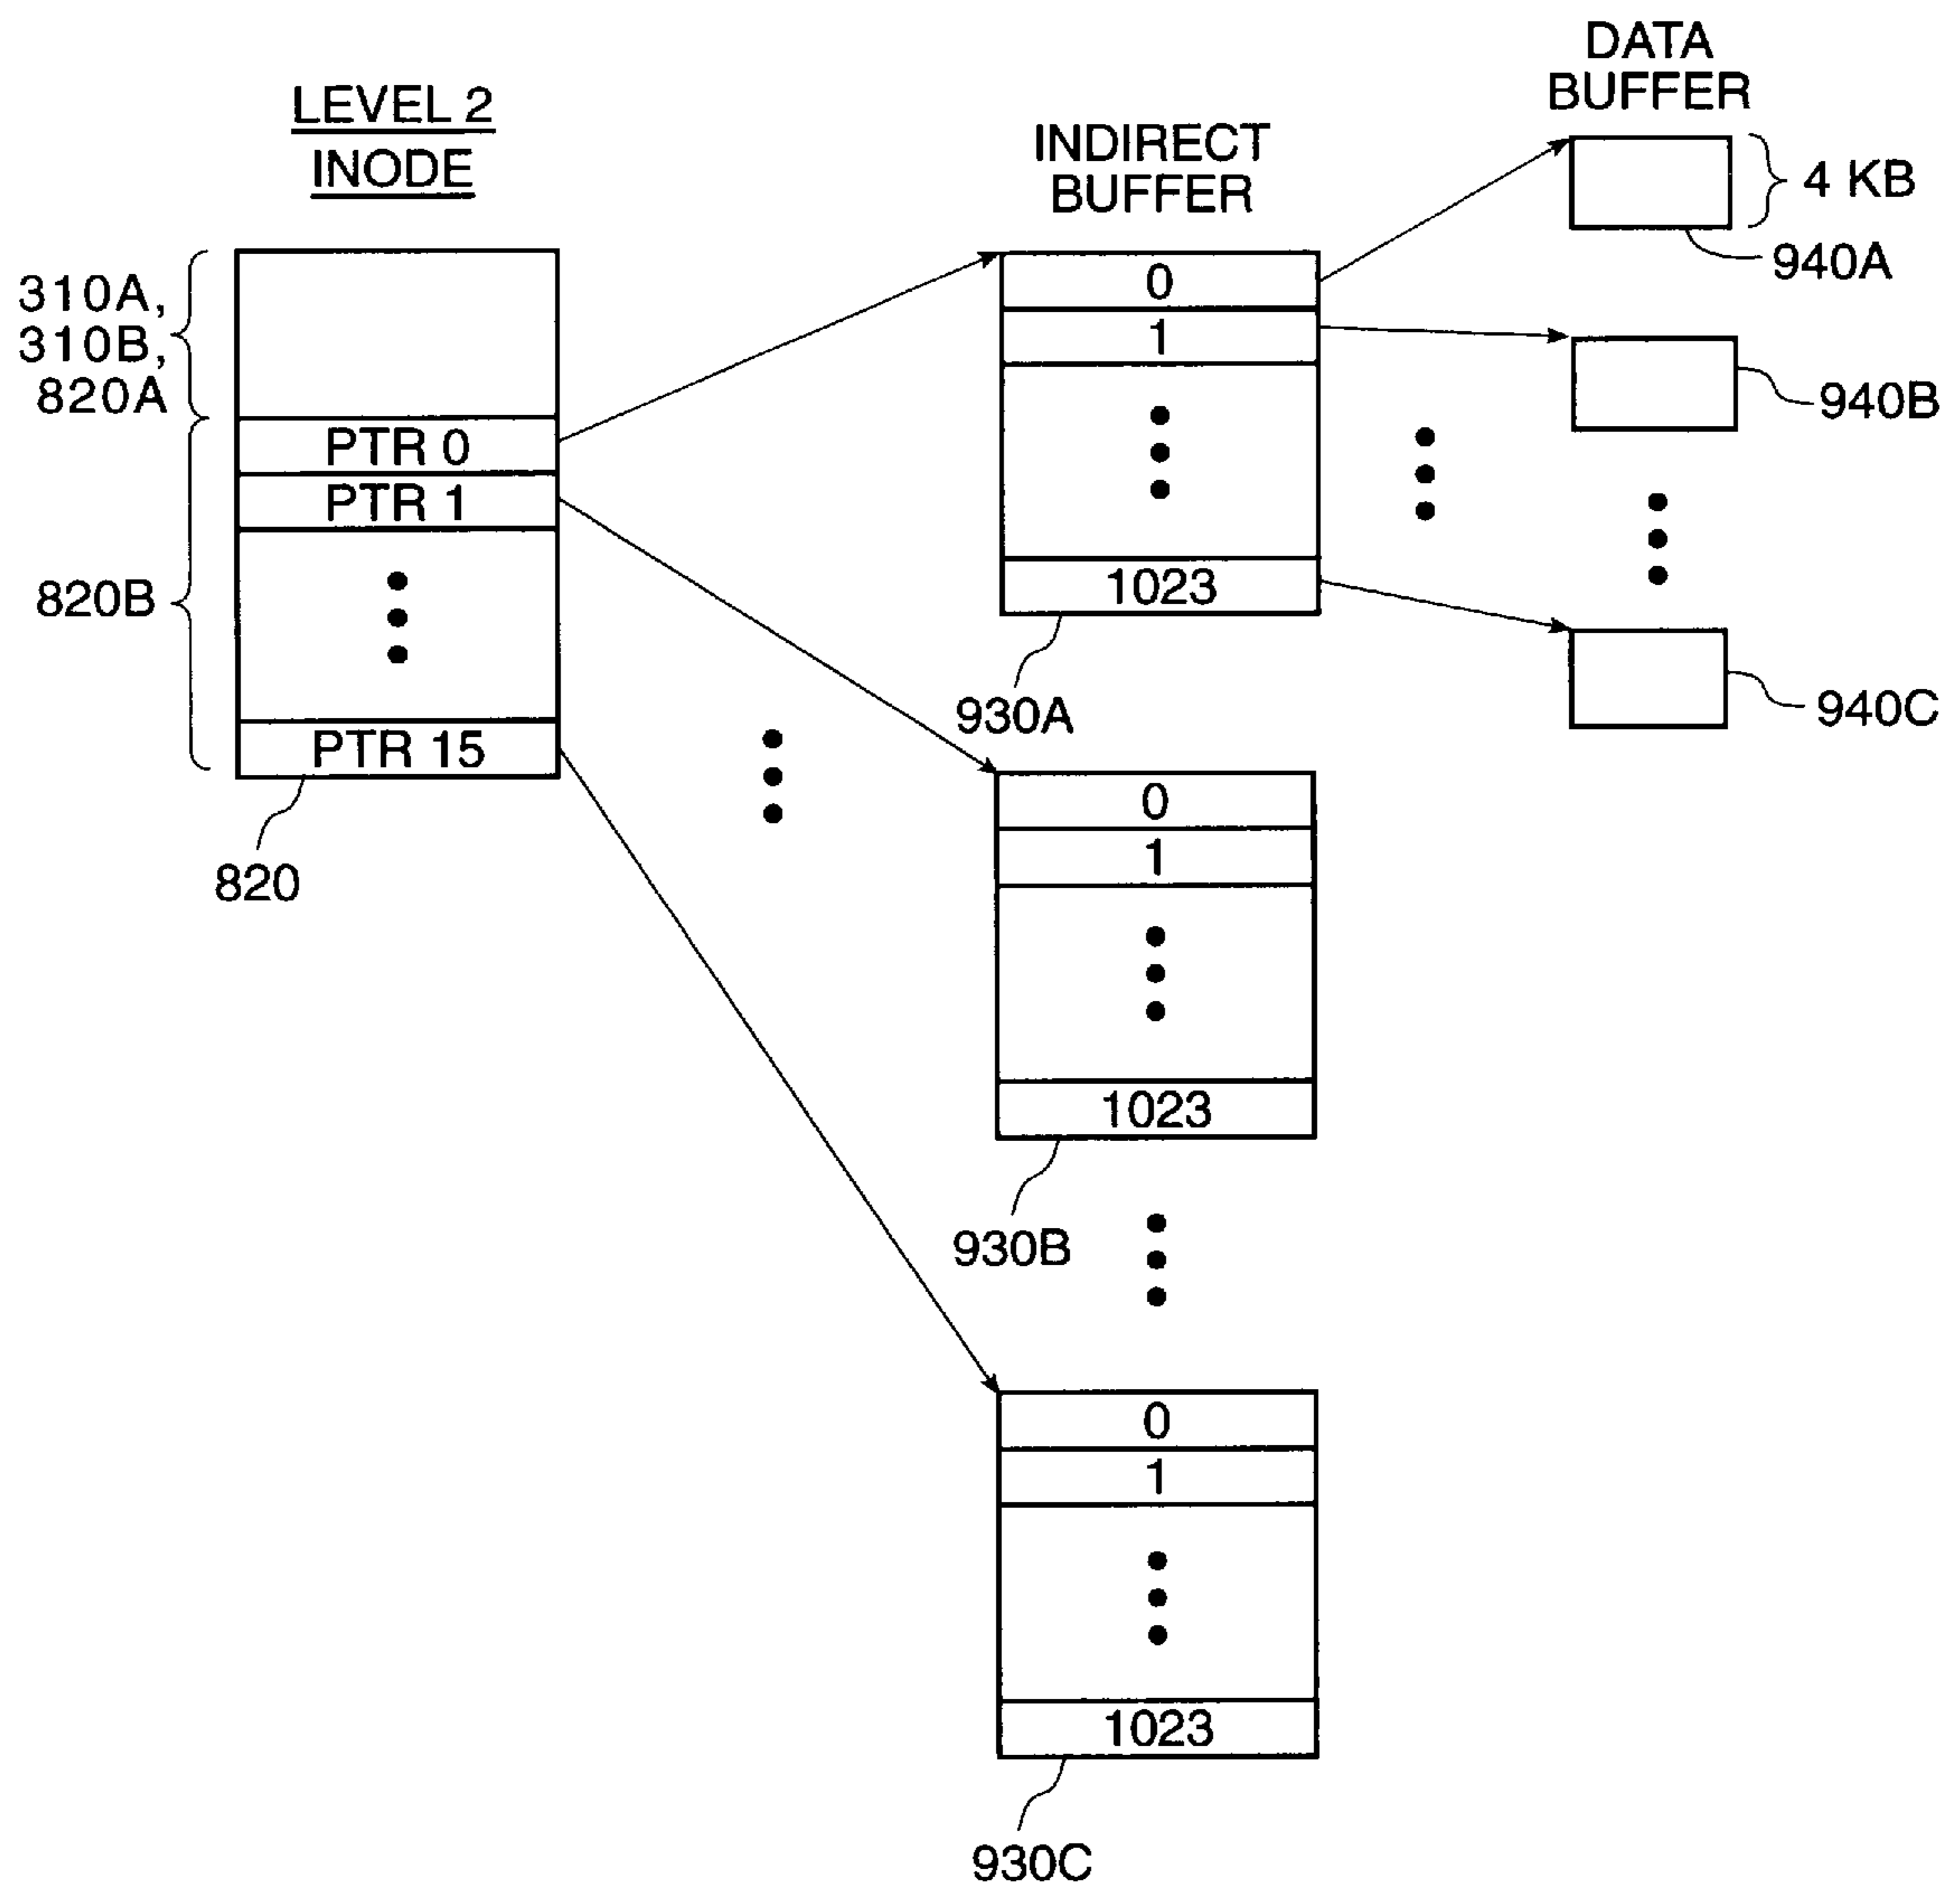 LEVEL 2
INODE
310A,
310B,
820A
820B
PTR 0
PTR 1
PTR 15
820
INDIRECT
BUFFER
0
1
1023
930A
0
1
1023
930B
0
1
1023
930C
DATA
BUFFER
4 KB
940A
940B
940C